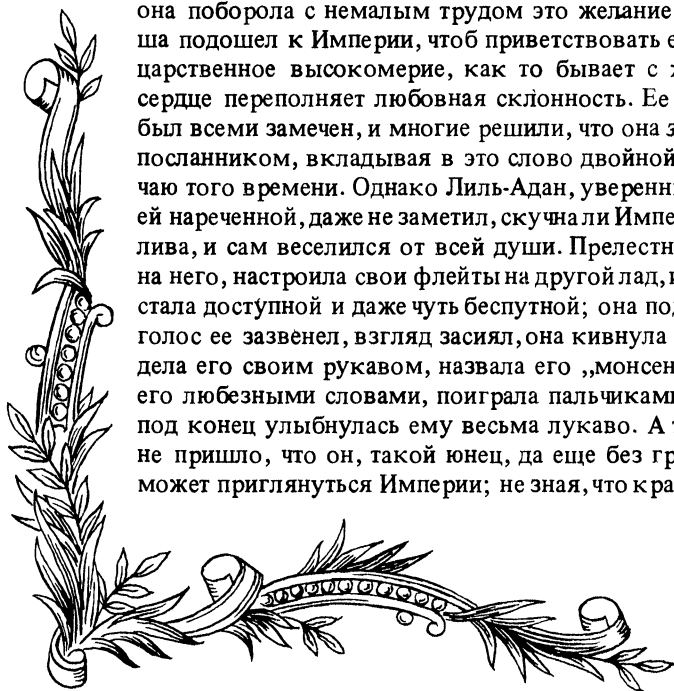 она поборола с немалым трудом это желание
ша подошел к Империи, чтоб приветствовать е
царственное высокомерие, как то бывает с
сердце переполняет любовная склонность. Ее
был всеми замечен, и многие решили, что она з
посланником, вкладывая в это слово двойной
чаю того времени. Однако Лиль-Адан, уверенн
ей нареченной, даже не заметил, скучна ли Импе
лива, и сам веселился от всей души. Прелестн
на него, настроила свои флейты на другой лад, и
стала доступной и даже чуть беспутной; она под
голос ее зазвенел, взгляд засиял, она кивнула
дела его своим рукавом, назвала его „монсен
его любезными словами, поиграла пальчикам
под конец улыбнулась ему весьма лукаво. А
не пришло, что он, такой юнец, да еще без гр
может приглянуться Империи; не зная, что кра